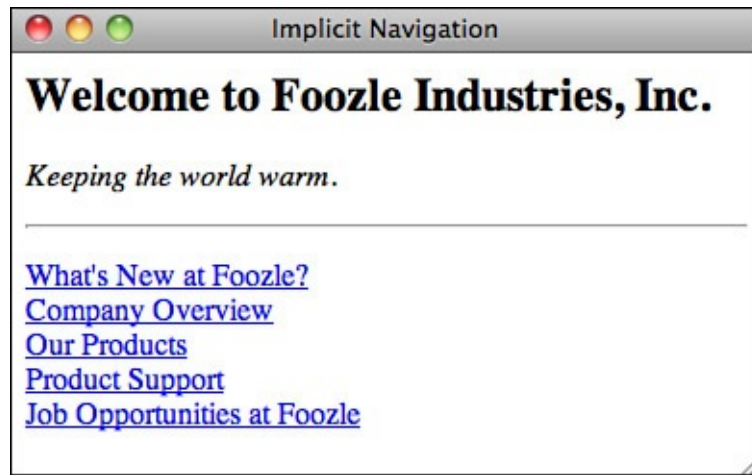 Implicit Navigation
Welcome to Foozle Industries, Inc.
Keeping the world warm.
What's New at Foozle?
Company Overview
Our Products
Product Support
Job Opportunities at Foozle